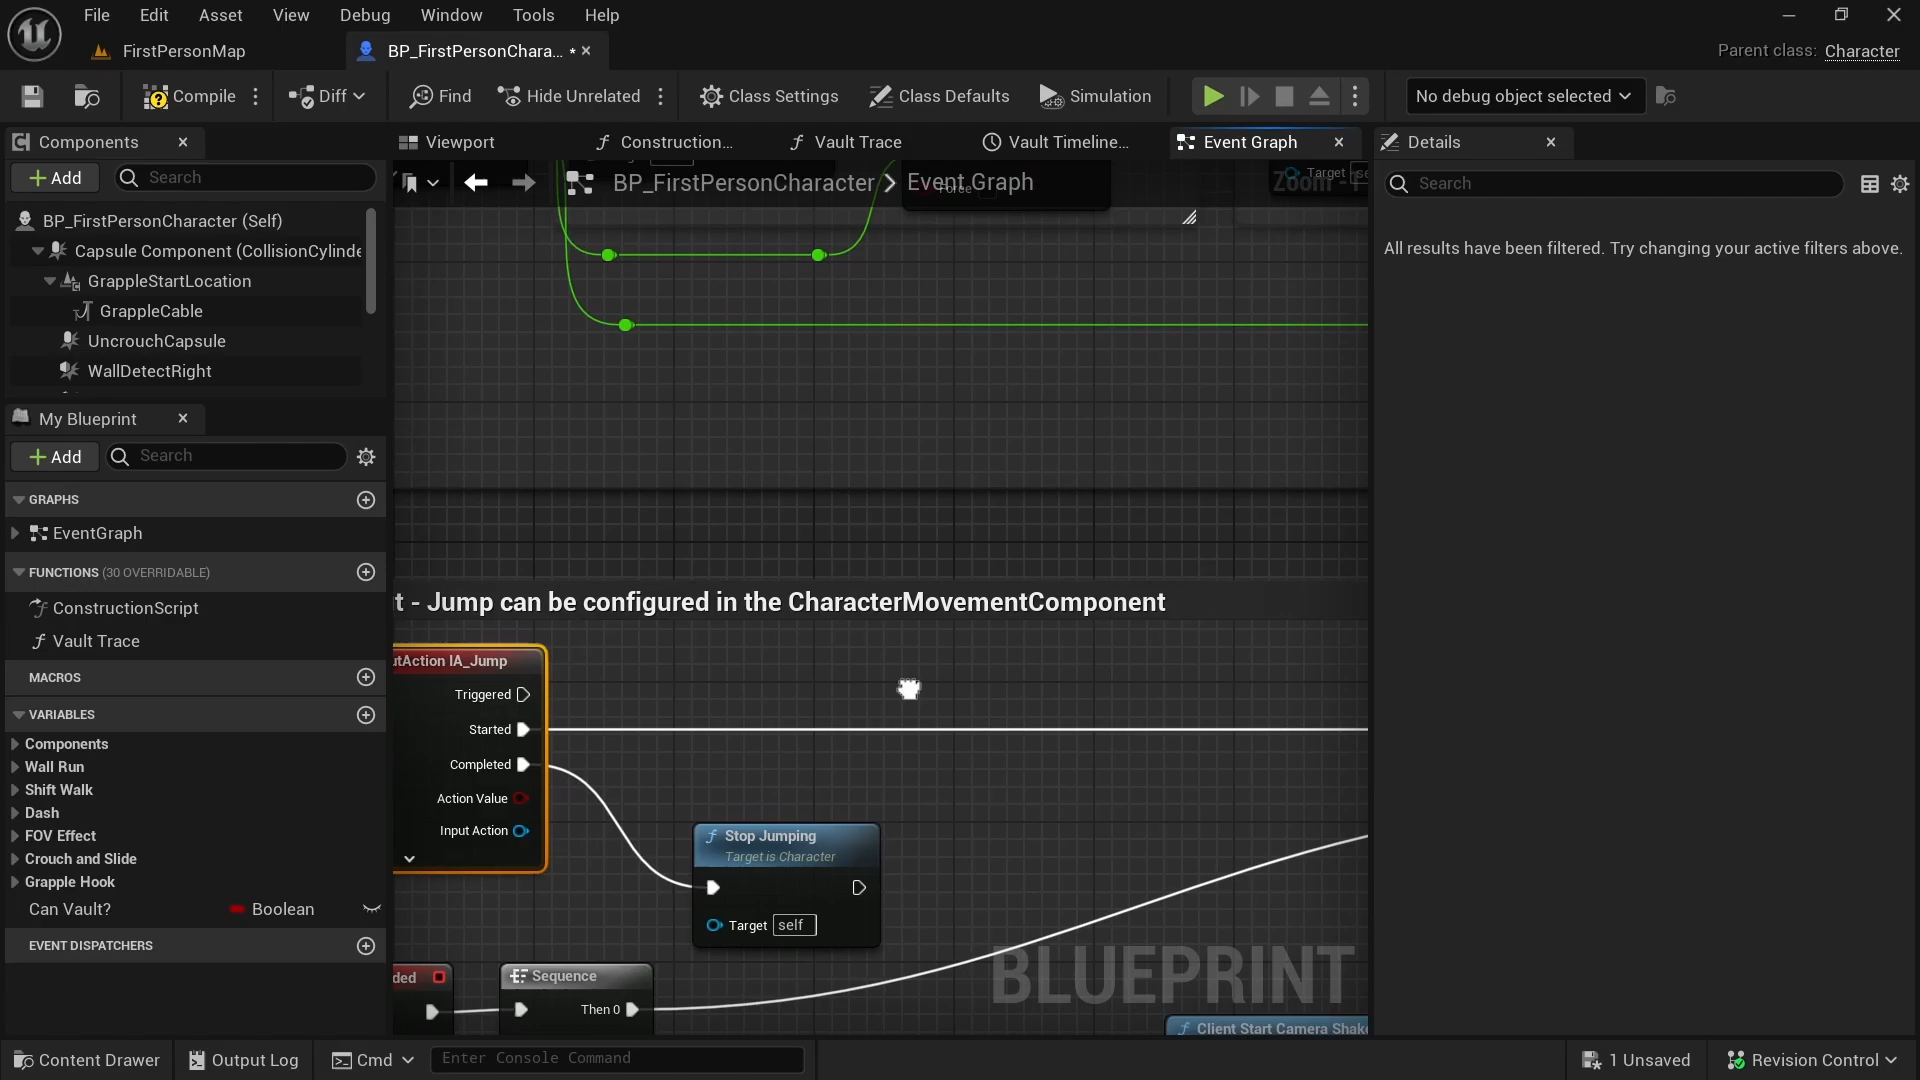 File Edit Asset View Debug Window Tools Help
FirstPersonMap
BP_FirstPersonChara... *
Parent class: Character
Compile
Diff
Find
Hide Unrelated
Class Settings
Class Defaults
Simulation
No debug object selected
Components
Viewport
Construction...
Vault Trace
Vault Timeline...
Event Graph
Details
Add
Search
BP_FirstPersonCharacter > Event Graph
Force
Zoom
Target
Search
BP_FirstPersonCharacter (Self)
Capsule Component (CollisionCylinde
GrappleStartLocation
GrappleCable
UncrouchCapsule
WallDetectRight
All results have been filtered. Try changing your active filters above.
My Blueprint
Add
Search
GRAPHS
EventGraph
FUNCTIONS (30 OVERRIDABLE)
ConstructionScript
Vault Trace
MACROS
VARIABLES
Components
Wall Run
Shift Walk
Dash
FOV Effect
Crouch and Slide
Grapple Hook
Can Vault? Boolean
EVENT DISPATCHERS
t - Jump can be configured in the CharacterMovementComponent
utAction IA_Jump
Triggered
Started
Completed
Action Value
Input Action
Stop Jumping
Target is Character
Target self
ded
Sequence
Then 0
BLUEPRINT
Client Start Camera Shake
Content Drawer
Output Log
Cmd
Enter Console Command
1 Unsaved
Revision Control